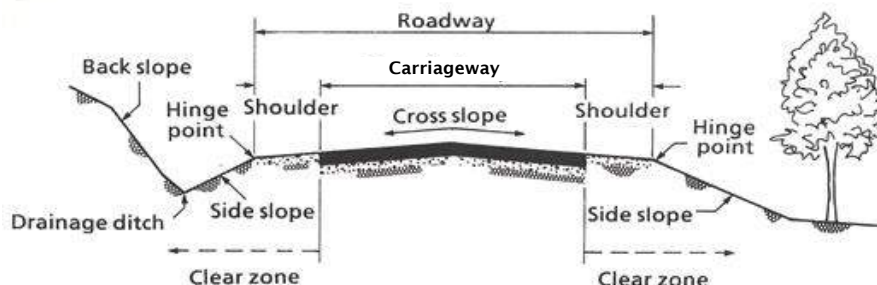 Roadway
Back slope
Carriageway
Hinge
point
Shoulder
Cross slope
Shoulder
Hinge
point
Drainage ditch
Side slope
Side slope
Clear zone
Clear zone